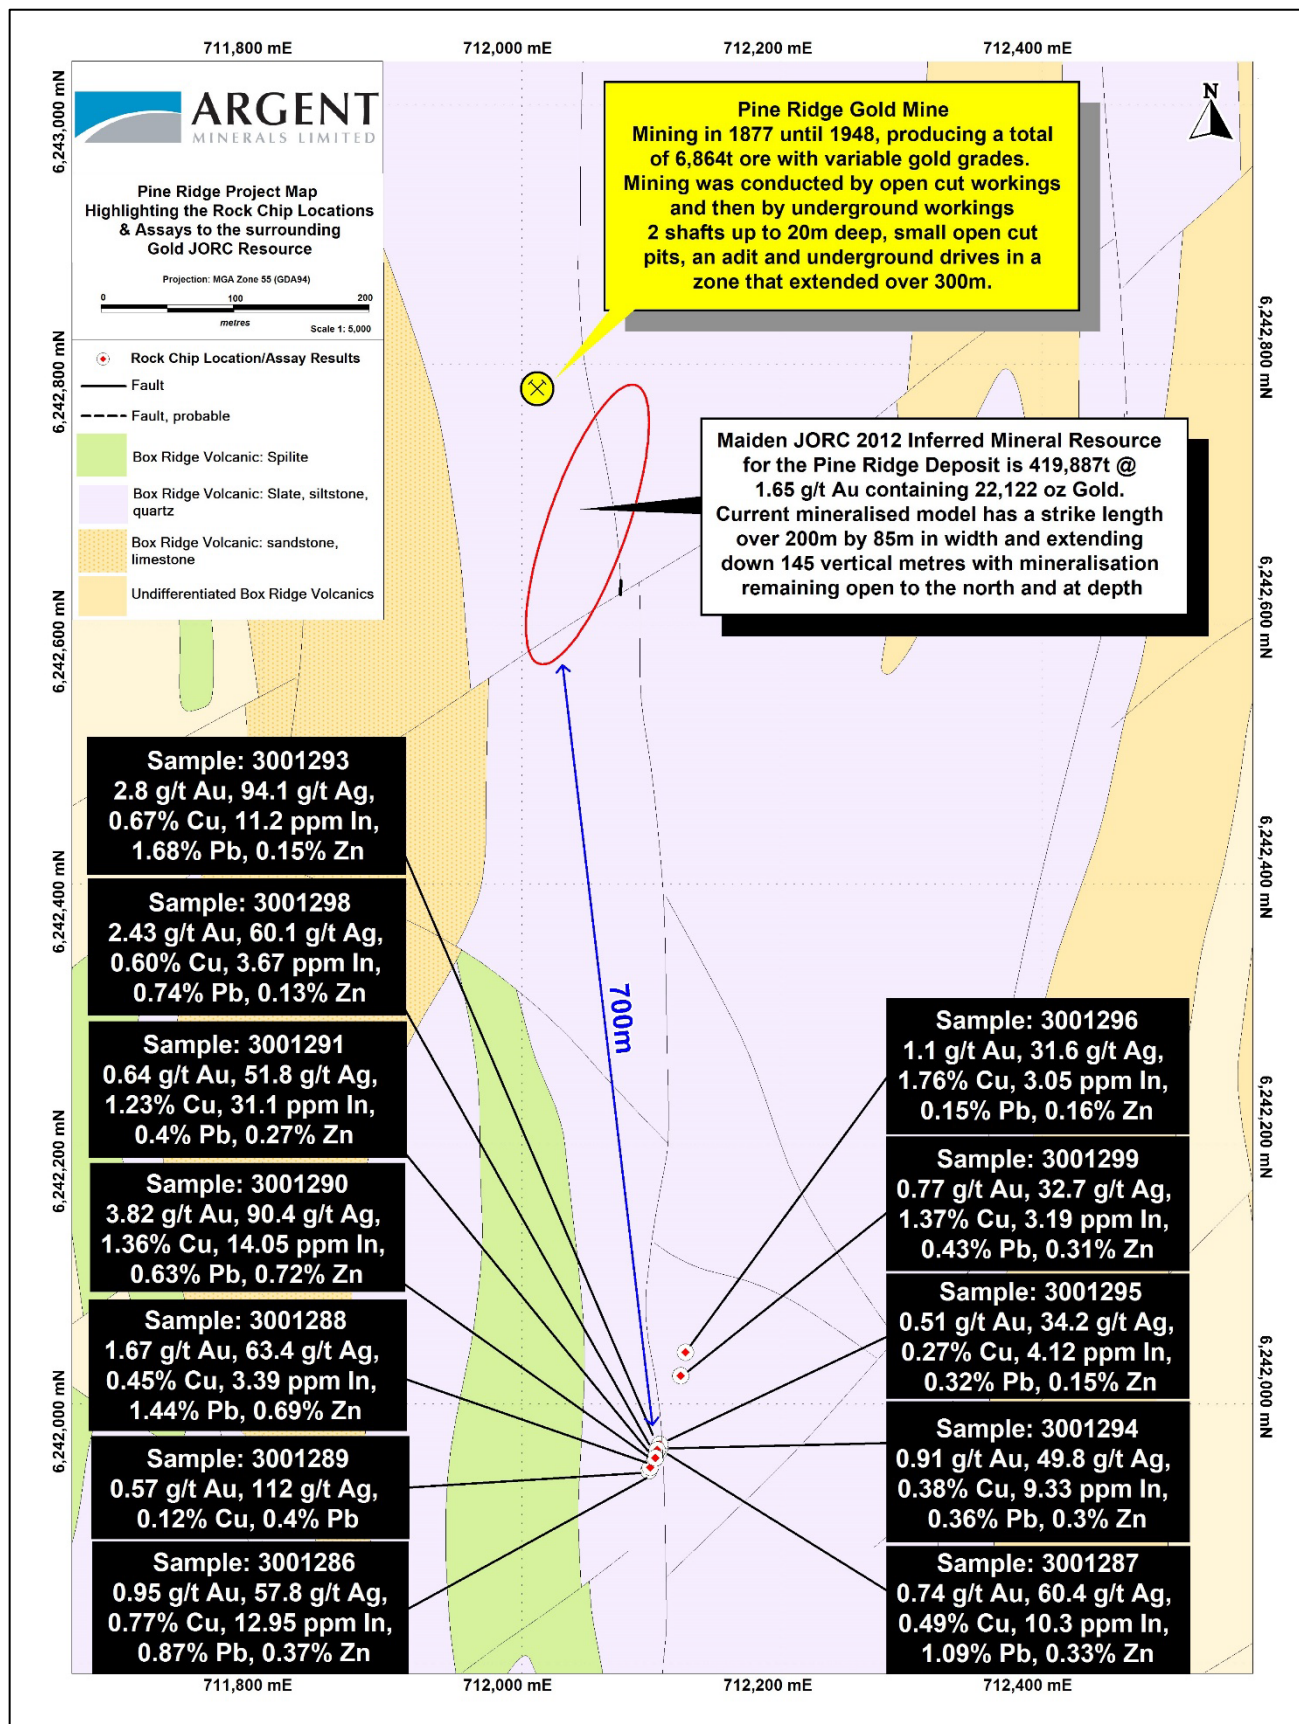 711,800 mE
712,000 mE
712,200 mE
712,400 mE
6,243,000 mN
6,242,800 mN
6,242,600 mN
6,242,400 mN
6,242,200 mN
6,242,000 mN
ARGENT
MINERALS LIMITED
Pine Ridge Project Map
Highlighting the Rock Chip Locations
& Assays to the surrounding
Gold JORC Resource
Projection: MGA Zone 55 (GDA94)
0 100 200
metres
Scale 1: 5,000
Rock Chip Location/Assay Results
Fault
Fault, probable
Box Ridge Volcanic: Spilite
Box Ridge Volcanic: Slate, siltstone,
quartz
Box Ridge Volcanic: sandstone,
limestone
Undifferentiated Box Ridge Volcanics
Pine Ridge Gold Mine
Mining in 1877 until 1948, producing a total
of 6,864t ore with variable gold grades.
Mining was conducted by open cut workings
and then by underground workings
2 shafts up to 20m deep, small open cut
pits, an adit and underground drives in a
zone that extended over 300m.
N
Maiden JORC 2012 Inferred Mineral Resource
for the Pine Ridge Deposit is 419,887t @
1.65 g/t Au containing 22,122 oz Gold.
Current mineralised model has a strike length
over 200m by 85m in width and extending
down 145 vertical metres with mineralisation
remaining open to the north and at depth
700m
Sample: 3001293
2.8 g/t Au, 94.1 g/t Ag,
0.67% Cu, 11.2 ppm In,
1.68% Pb, 0.15% Zn
Sample: 3001298
2.43 g/t Au, 60.1 g/t Ag,
0.60% Cu, 3.67 ppm In,
0.74% Pb, 0.13% Zn
Sample: 3001291
0.64 g/t Au, 51.8 g/t Ag,
1.23% Cu, 31.1 ppm In,
0.4% Pb, 0.27% Zn
Sample: 3001290
3.82 g/t Au, 90.4 g/t Ag,
1.36% Cu, 14.05 ppm In,
0.63% Pb, 0.72% Zn
Sample: 3001288
1.67 g/t Au, 63.4 g/t Ag,
0.45% Cu, 3.39 ppm In,
1.44% Pb, 0.69% Zn
Sample: 3001289
0.57 g/t Au, 112 g/t Ag,
0.12% Cu, 0.4% Pb
Sample: 3001286
0.95 g/t Au, 57.8 g/t Ag,
0.77% Cu, 12.95 ppm In,
0.87% Pb, 0.37% Zn
Sample: 3001296
1.1 g/t Au, 31.6 g/t Ag,
1.76% Cu, 3.05 ppm In,
0.15% Pb, 0.16% Zn
Sample: 3001299
0.77 g/t Au, 32.7 g/t Ag,
1.37% Cu, 3.19 ppm In,
0.43% Pb, 0.31% Zn
Sample: 3001295
0.51 g/t Au, 34.2 g/t Ag,
0.27% Cu, 4.12 ppm In,
0.32% Pb, 0.15% Zn
Sample: 3001294
0.91 g/t Au, 49.8 g/t Ag,
0.38% Cu, 9.33 ppm In,
0.36% Pb, 0.3% Zn
Sample: 3001287
0.74 g/t Au, 60.4 g/t Ag,
0.49% Cu, 10.3 ppm In,
1.09% Pb, 0.33% Zn
6,242,800 mN
6,242,600 mN
6,242,400 mN
6,242,200 mN
6,242,000 mN
711,800 mE
712,000 mE
712,200 mE
712,400 mE